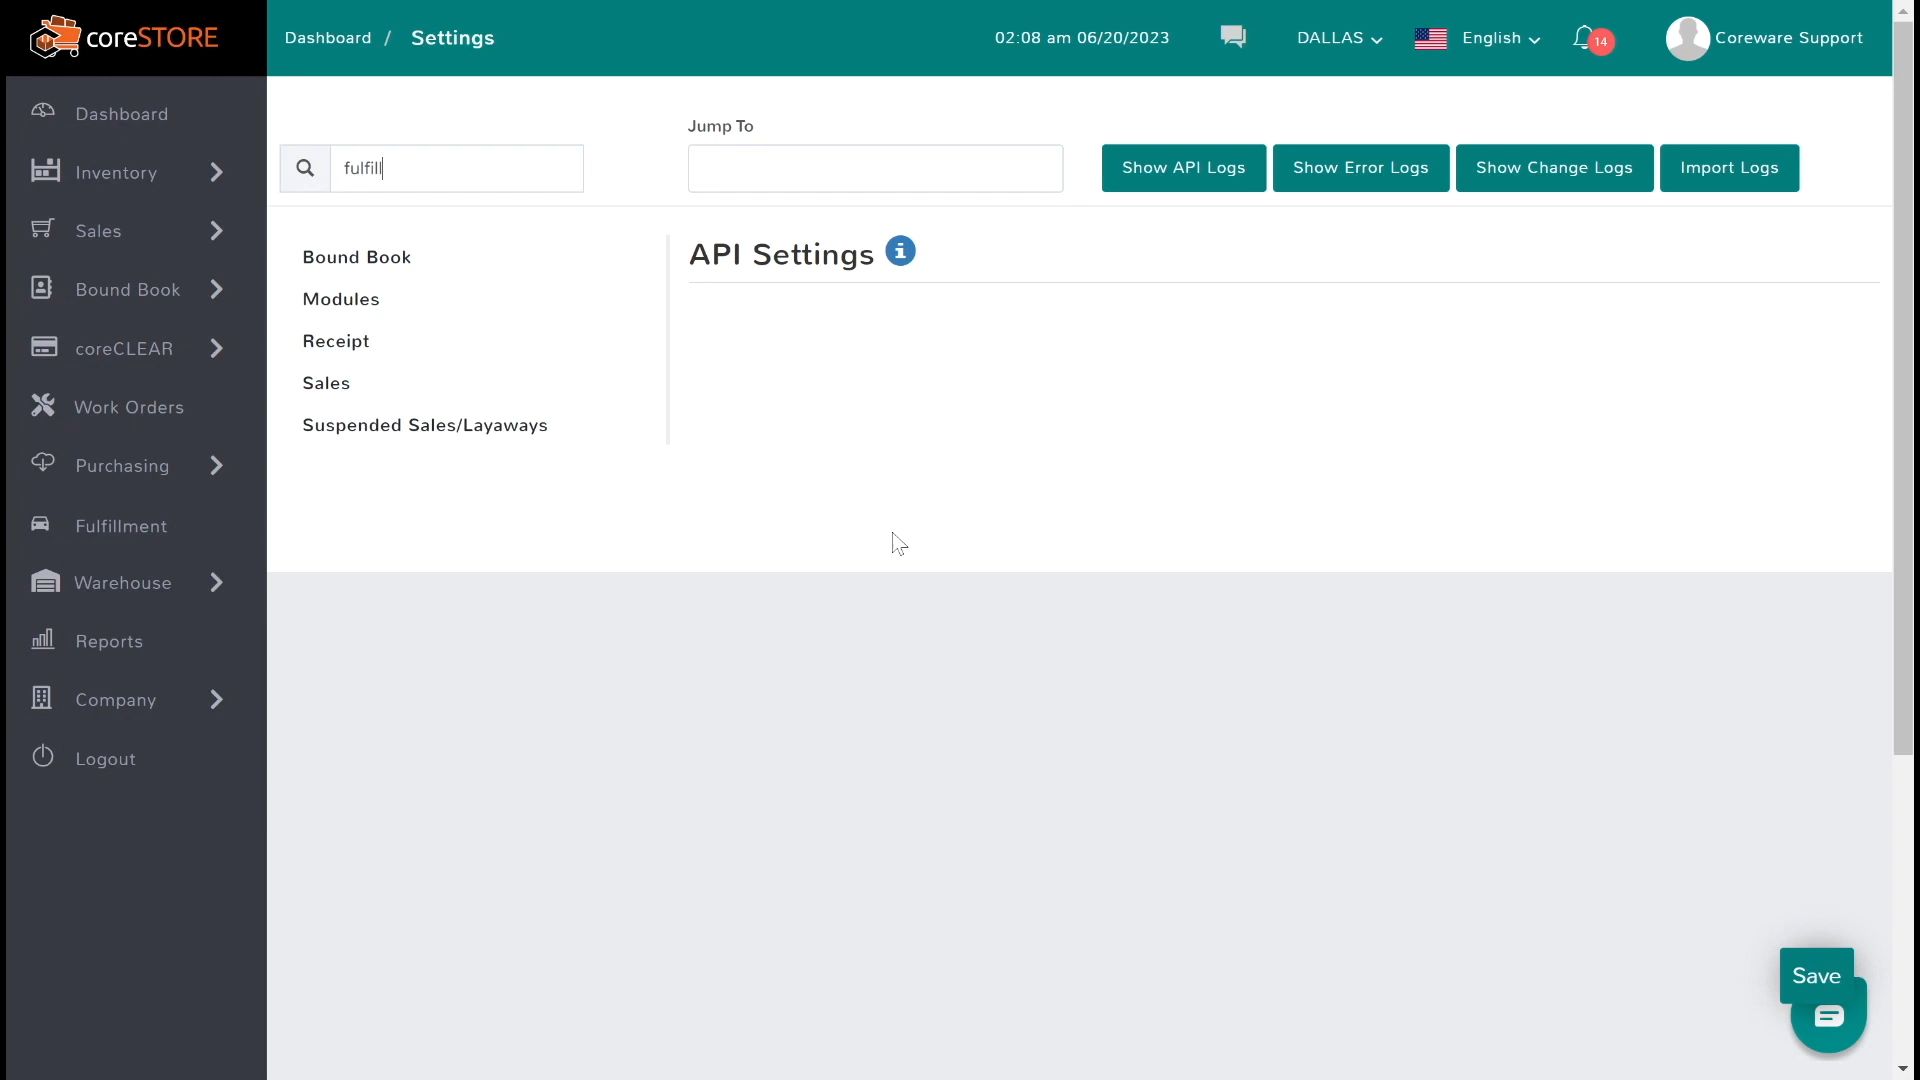 coreSTORE
Dashboard / Settings
02:08 am 06/20/2023
DALLAS
English
14
Coreware Support
Dashboard
Inventory
Sales
Bound Book
coreCLEAR
Work Orders
Purchasing
Fulfillment
Warehouse
Reports
Company
Logout
fulfill
Jump To
Show API Logs
Show Error Logs
Show Change Logs
Import Logs
Bound Book
Modules
Receipt
Sales
Suspended Sales/Layaways
API Settings
Save